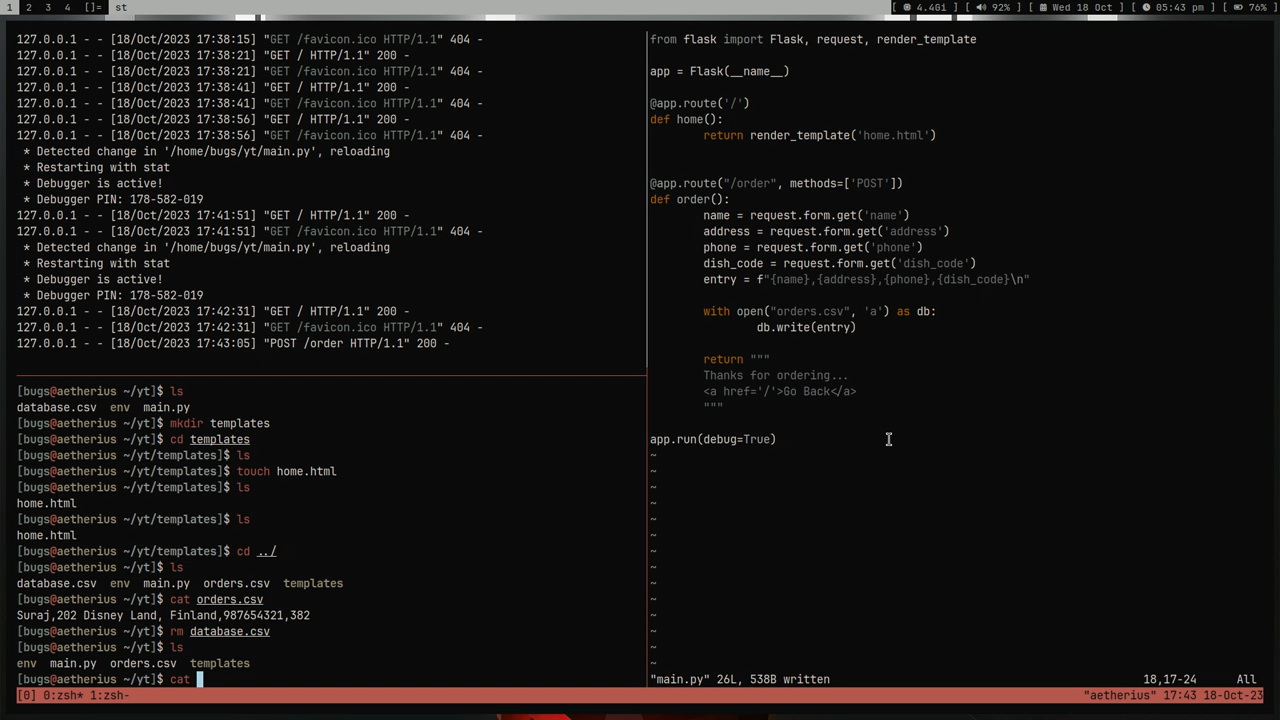 1 2 3 4 []= st [ 4.4Gi / [ 92% / [ Wed 18 Oct / [ 05:43 pm / [ 76% /
127.0.0.1 - - [18/Oct/2023 17:38:15] "GET /favicon.ico HTTP/1.1" 404 -
127.0.0.1 - - [18/Oct/2023 17:38:21] "GET / HTTP/1.1" 200 -
127.0.0.1 - - [18/Oct/2023 17:38:21] "GET /favicon.ico HTTP/1.1" 404 -
127.0.0.1 - - [18/Oct/2023 17:38:41] "GET / HTTP/1.1" 200 -
127.0.0.1 - - [18/Oct/2023 17:38:41] "GET /favicon.ico HTTP/1.1" 404 -
127.0.0.1 - - [18/Oct/2023 17:38:56] "GET / HTTP/1.1" 200 -
127.0.0.1 - - [18/Oct/2023 17:38:56] "GET /favicon.ico HTTP/1.1" 404 -
* Detected change in '/home/bugs/yt/main.py', reloading
* Restarting with stat
* Debugger is active!
* Debugger PIN: 178-582-019
127.0.0.1 - - [18/Oct/2023 17:41:51] "GET / HTTP/1.1" 200 -
127.0.0.1 - - [18/Oct/2023 17:41:51] "GET /favicon.ico HTTP/1.1" 404 -
* Detected change in '/home/bugs/yt/main.py', reloading
* Restarting with stat
* Debugger is active!
* Debugger PIN: 178-582-019
127.0.0.1 - - [18/Oct/2023 17:42:31] "GET / HTTP/1.1" 200 -
127.0.0.1 - - [18/Oct/2023 17:42:31] "GET /favicon.ico HTTP/1.1" 404 -
127.0.0.1 - - [18/Oct/2023 17:43:05] "POST /order HTTP/1.1" 200 -
[bugs@aetherius ~/yt]$ ls
database.csv env main.py
[bugs@aetherius ~/yt]$ mkdir templates
[bugs@aetherius ~/yt]$ cd templates
[bugs@aetherius ~/yt/templates]$ ls
[bugs@aetherius ~/yt/templates]$ touch home.html
[bugs@aetherius ~/yt/templates]$ ls
home.html
[bugs@aetherius ~/yt/templates]$ ls
home.html
[bugs@aetherius ~/yt/templates]$ cd ../
[bugs@aetherius ~/yt]$ ls
database.csv env main.py orders.csv templates
[bugs@aetherius ~/yt]$ cat orders.csv
Suraj,202 Disney Land, Finland,987654321,382
[bugs@aetherius ~/yt]$ rm database.csv
[bugs@aetherius ~/yt]$ ls
env main.py orders.csv templates
[bugs@aetherius ~/yt]$ cat
from flask import Flask, request, render_template
app = Flask(__name__)
@app.route('/')
def home():
return render_template('home.html')
@app.route("/order", methods=['POST'])
def order():
name = request.form.get('name')
address = request.form.get('address')
phone = request.form.get('phone')
dish_code = request.form.get('dish_code')
entry = f"{name},{address},{phone},{dish_code}\n"
with open("orders.csv", 'a') as db:
db.write(entry)
return """
Thanks for ordering...
<a href='/'>Go Back</a>
"""
app.run(debug=True)
~
~
~
~
~
~
~
~
~
~
~
~
~
~
"main.py" 26L, 538B written 18,17-24 All
[0] 0:zsh* 1:zsh- "aetherius" 17:43 18-Oct-23